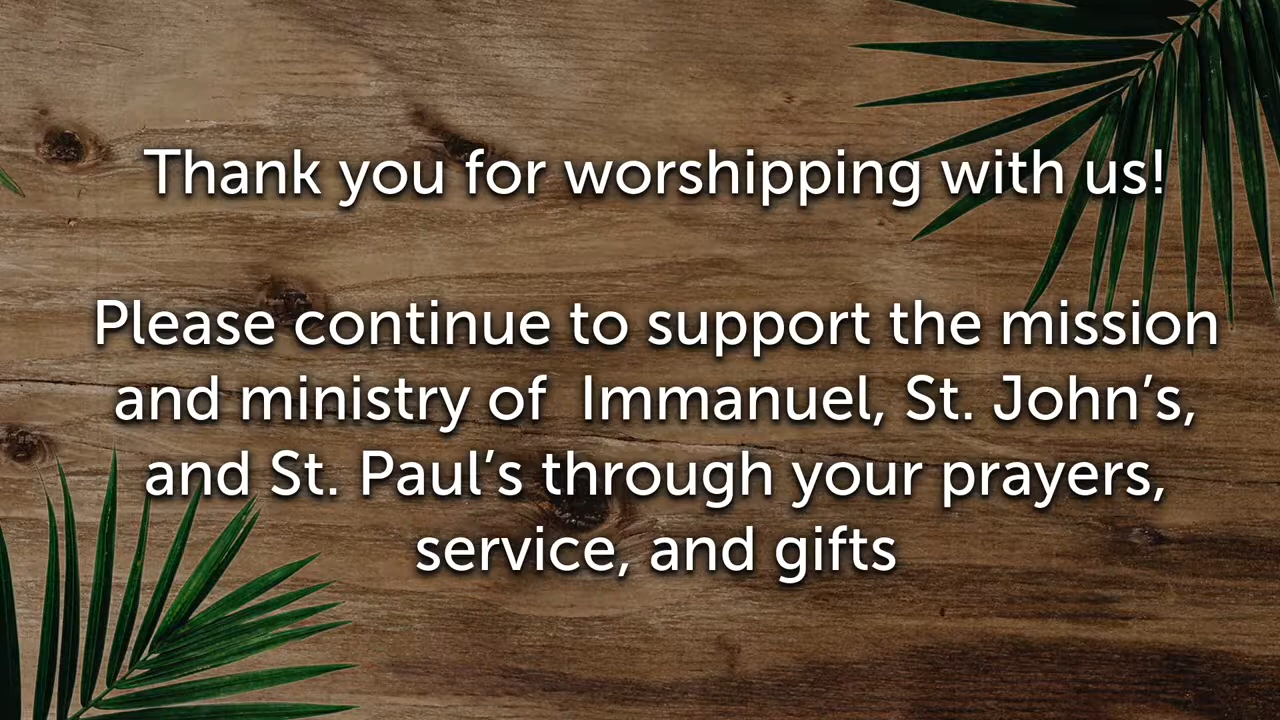 Thank you for worshipping with us!
Please continue to support the mission
and ministry of  Immanuel, St. John’s,
and St. Paul’s through your prayers,
service, and gifts